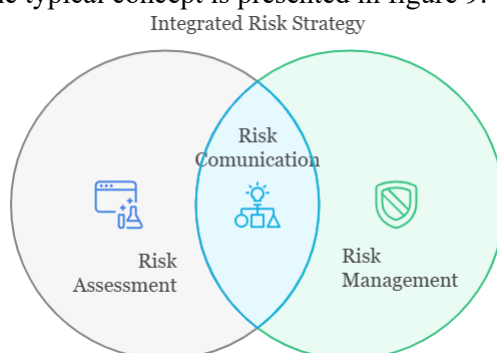 he typical concept is presented in figure 9.
Integrated Risk Strategy
Risk
Comunication
Risk
Assessment
Risk
Management